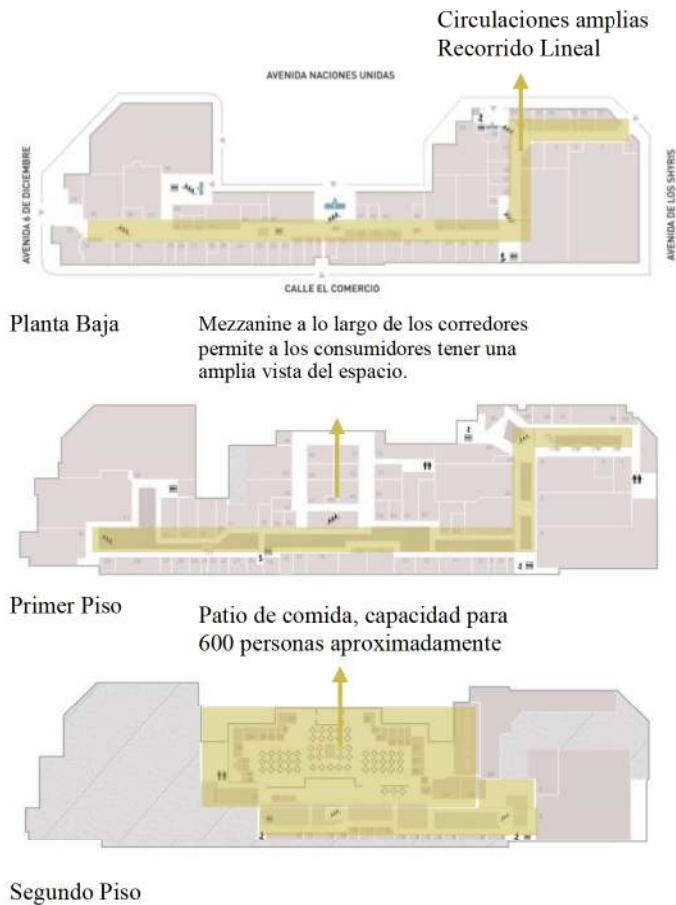 Circulaciones amplias
Recorrido Lineal
AVENIDA NACIONES UNIDAS
AVENIDA 6 DE DICIEMBRE
AVENIDA DE LOS SHYRIS
CALLE EL COMERCIO
Planta Baja
Mezzanine a lo largo de los corredores
permite a los consumidores tener una
amplia vista del espacio.
Primer Piso
Patio de comida, capacidad para
600 personas aproximadamente
Segundo Piso